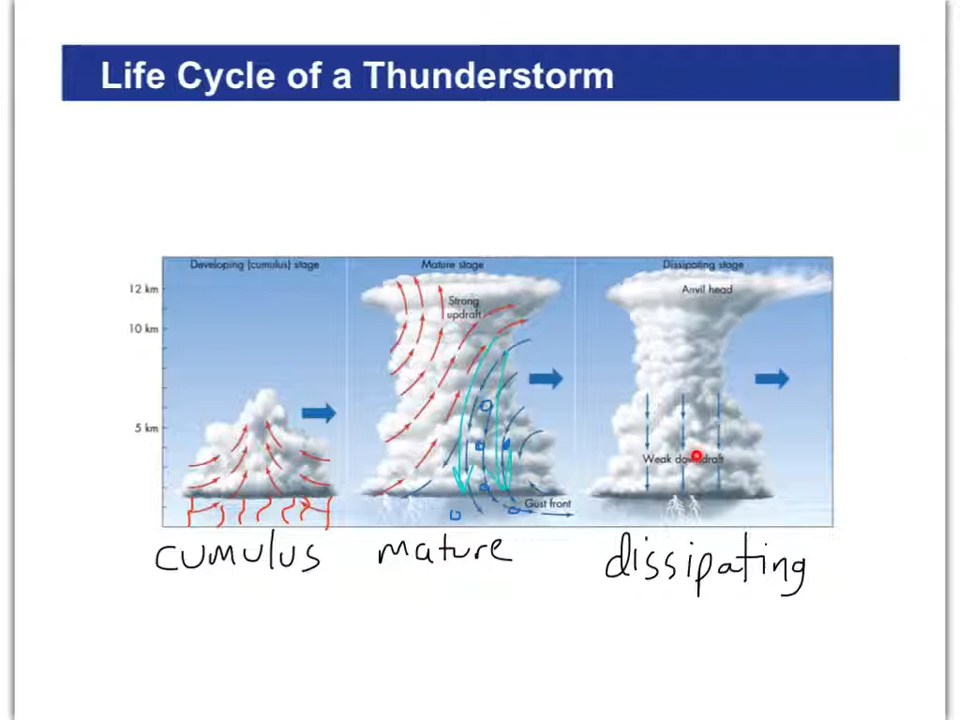 Life Cycle of a Thunderstorm
Developing (cumulus) stage
Mature stage
Dissipating stage
12 km
10 km
5 km
Strong
updraft
Anvil head
Weak downdraft
Gust front
cumulus
mature
dissipating